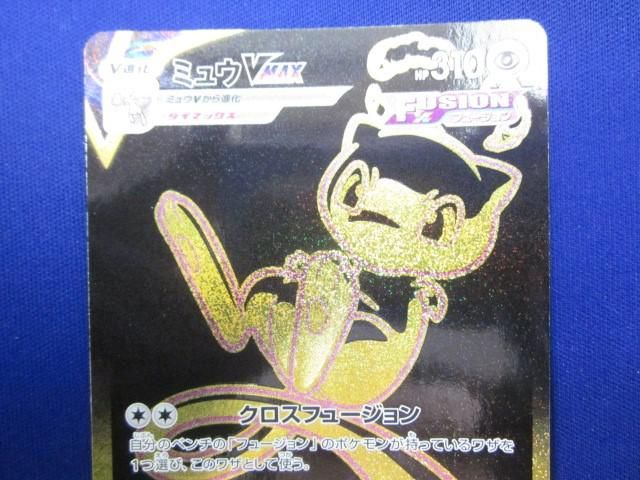 V進化 ミュウVMAX HP310
ミュウVから進化
ダイマックス
FUSION
フュージョン
クロスフュージョン
自分のベンチの「フュージョン」のポケモンが持っているワザを
1つ選び、このワザとして使う。